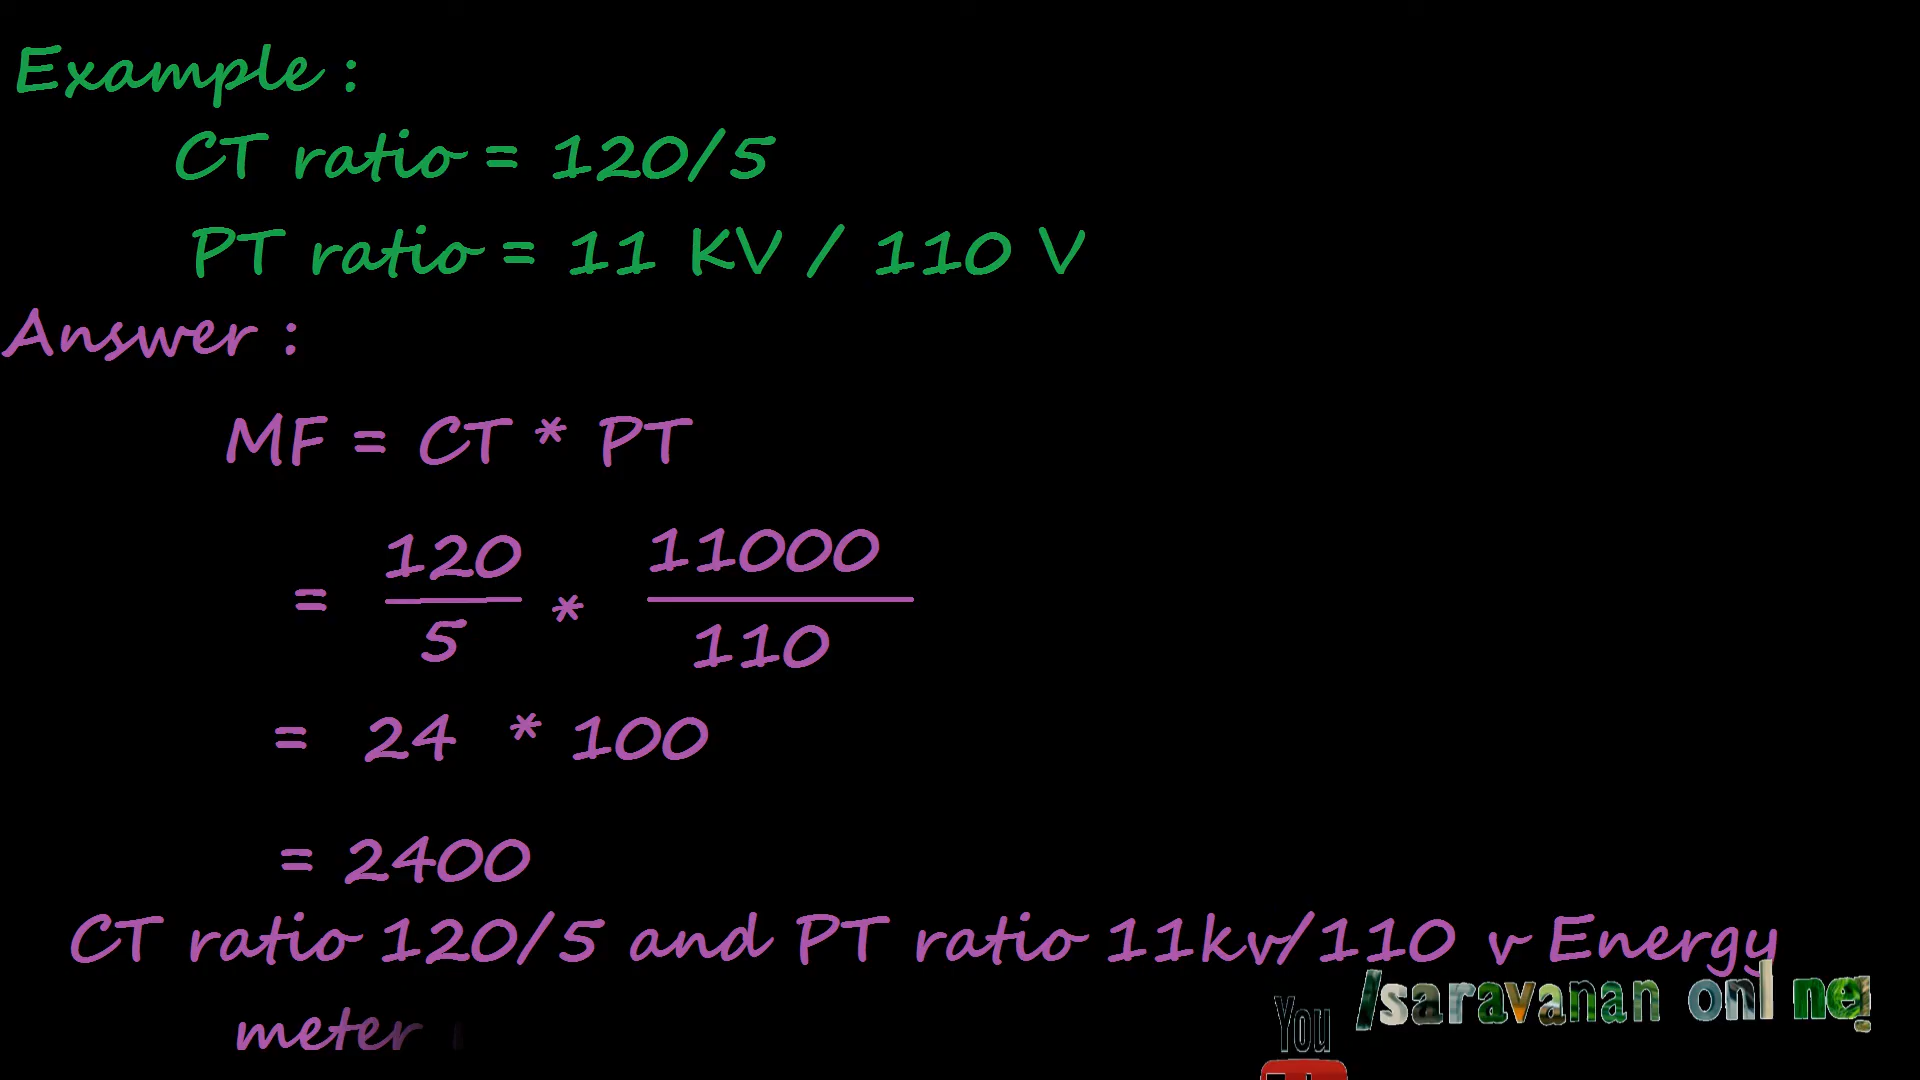 Example :
CT ratio = 120/5
PT ratio = 11 KV / 110 V
Answer :
MF = CT * PT
= 120/5 * 11000/110
= 24 * 100
= 2400
CT ratio 120/5 and PT ratio 11kv/110 v Energy
meter
/saravanan online
You